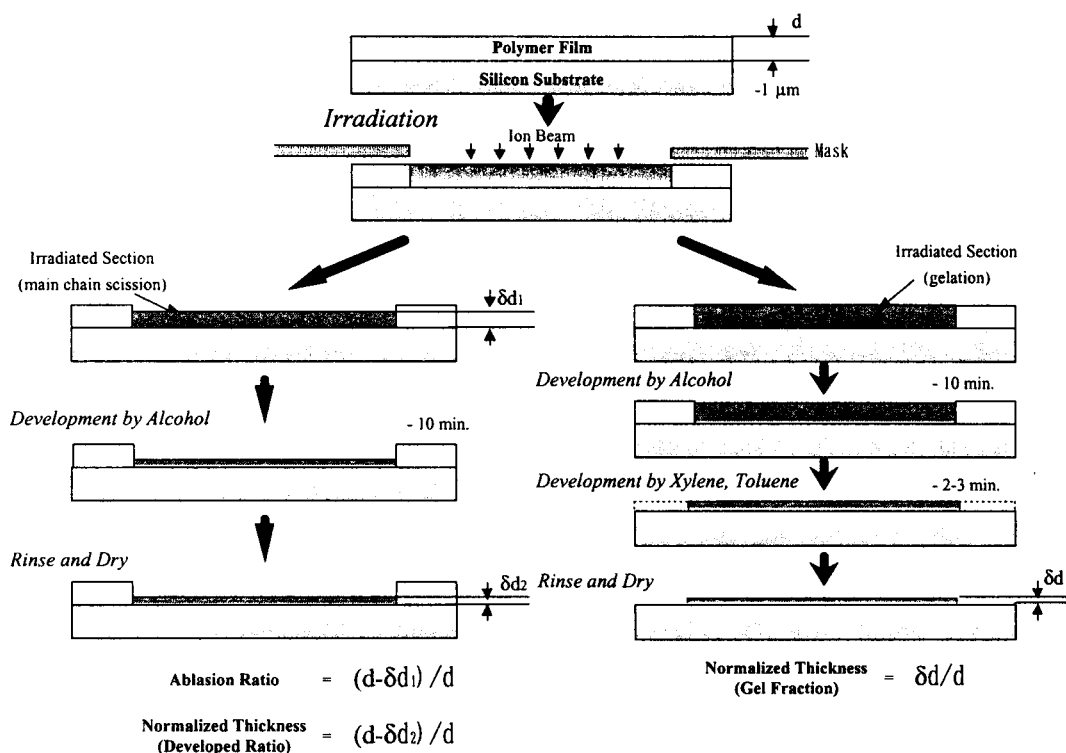 d
Polymer Film
Silicon Substrate
-1 μm
Irradiation
Ion Beam
Mask
Irradiated Section
(main chain scission)
δd1
Irradiated Section
(gelation)
Development by Alcohol
- 10 min.
Development by Alcohol
- 10 min.
Development by Xylene, Toluene
- 2-3 min.
Rinse and Dry
δd2
Rinse and Dry
δd
Ablasion Ratio = (d-δd1)/d
Normalized Thickness
(Developed Ratio) = (d-δd2)/d
Normalized Thickness
(Gel Fraction) = δd/d